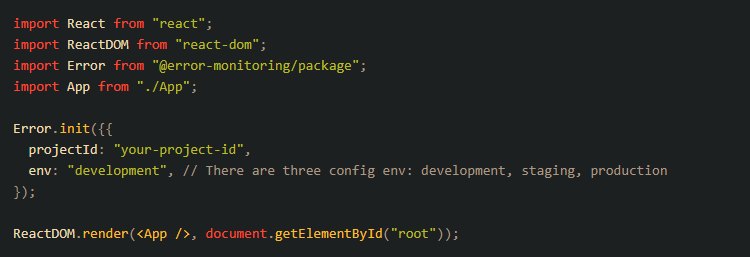 import React from "react";
import ReactDOM from "react-dom";
import Error from "@error-monitoring/package";
import App from "./App";

Error.init({{
  projectId: "your-project-id",
  env: "development", // There are three config env: development, staging, production
});

ReactDOM.render(<App />, document.getElementById("root"));